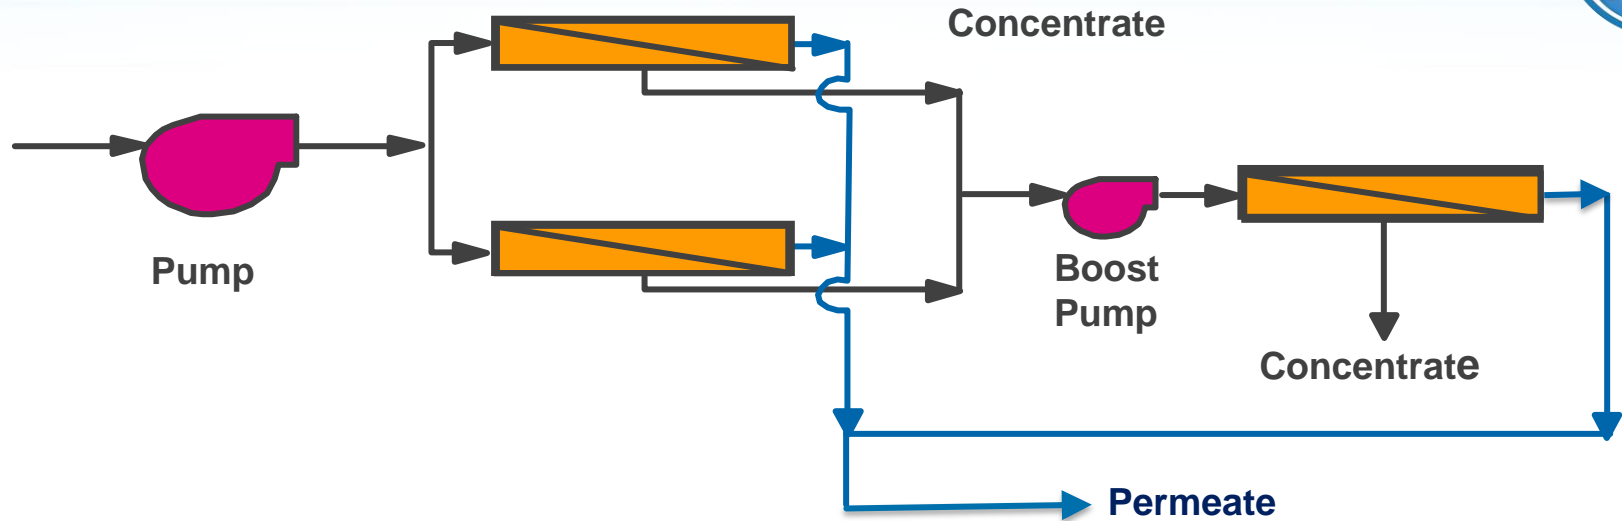 Concentrate
Pump
Boost
Pump
Concentrate
Permeate